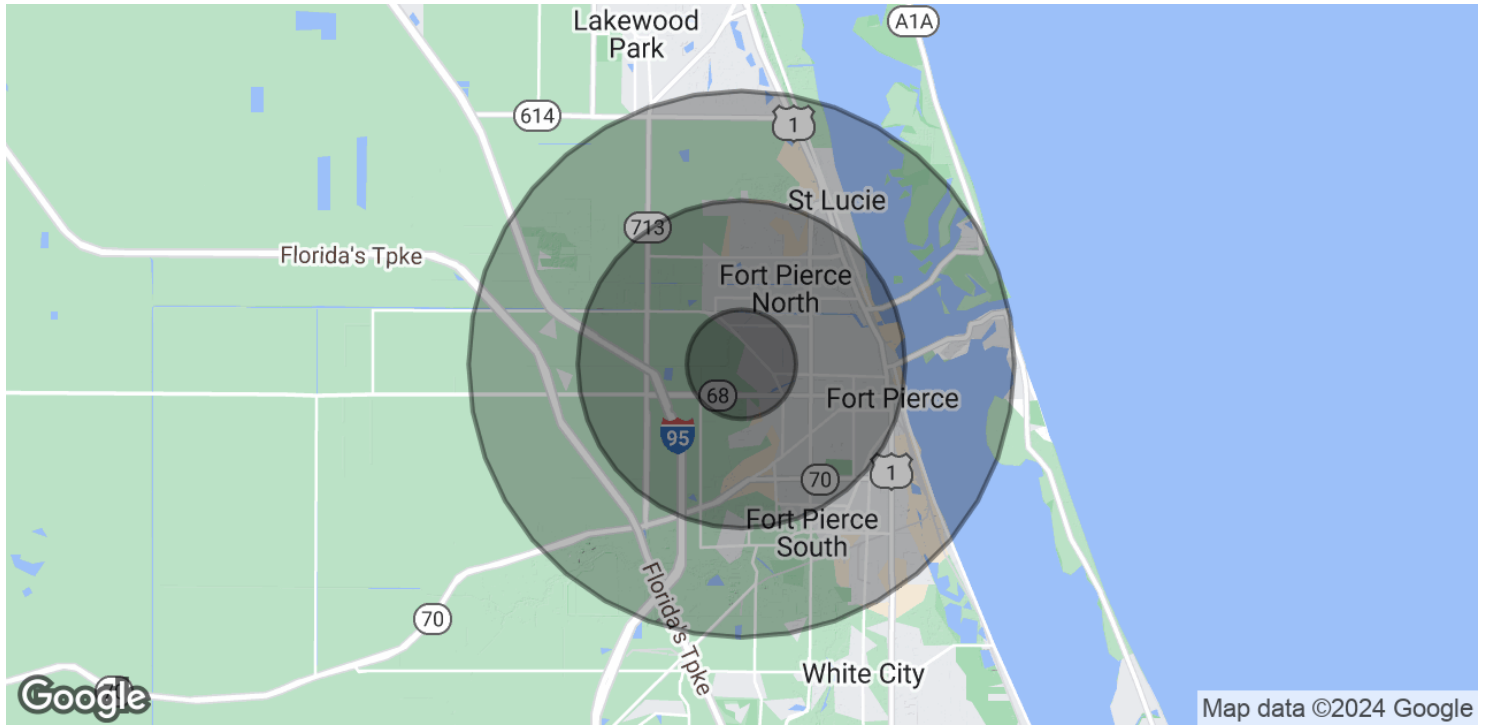 Lakewood
Park
A1A
614
1
St Lucie
713
Florida's Tpke
Fort Pierce
North
68
Fort Pierce
95
70
1
Fort Pierce
South
Florida's Tpke
70
White City
Google
Map data ©2024 Google